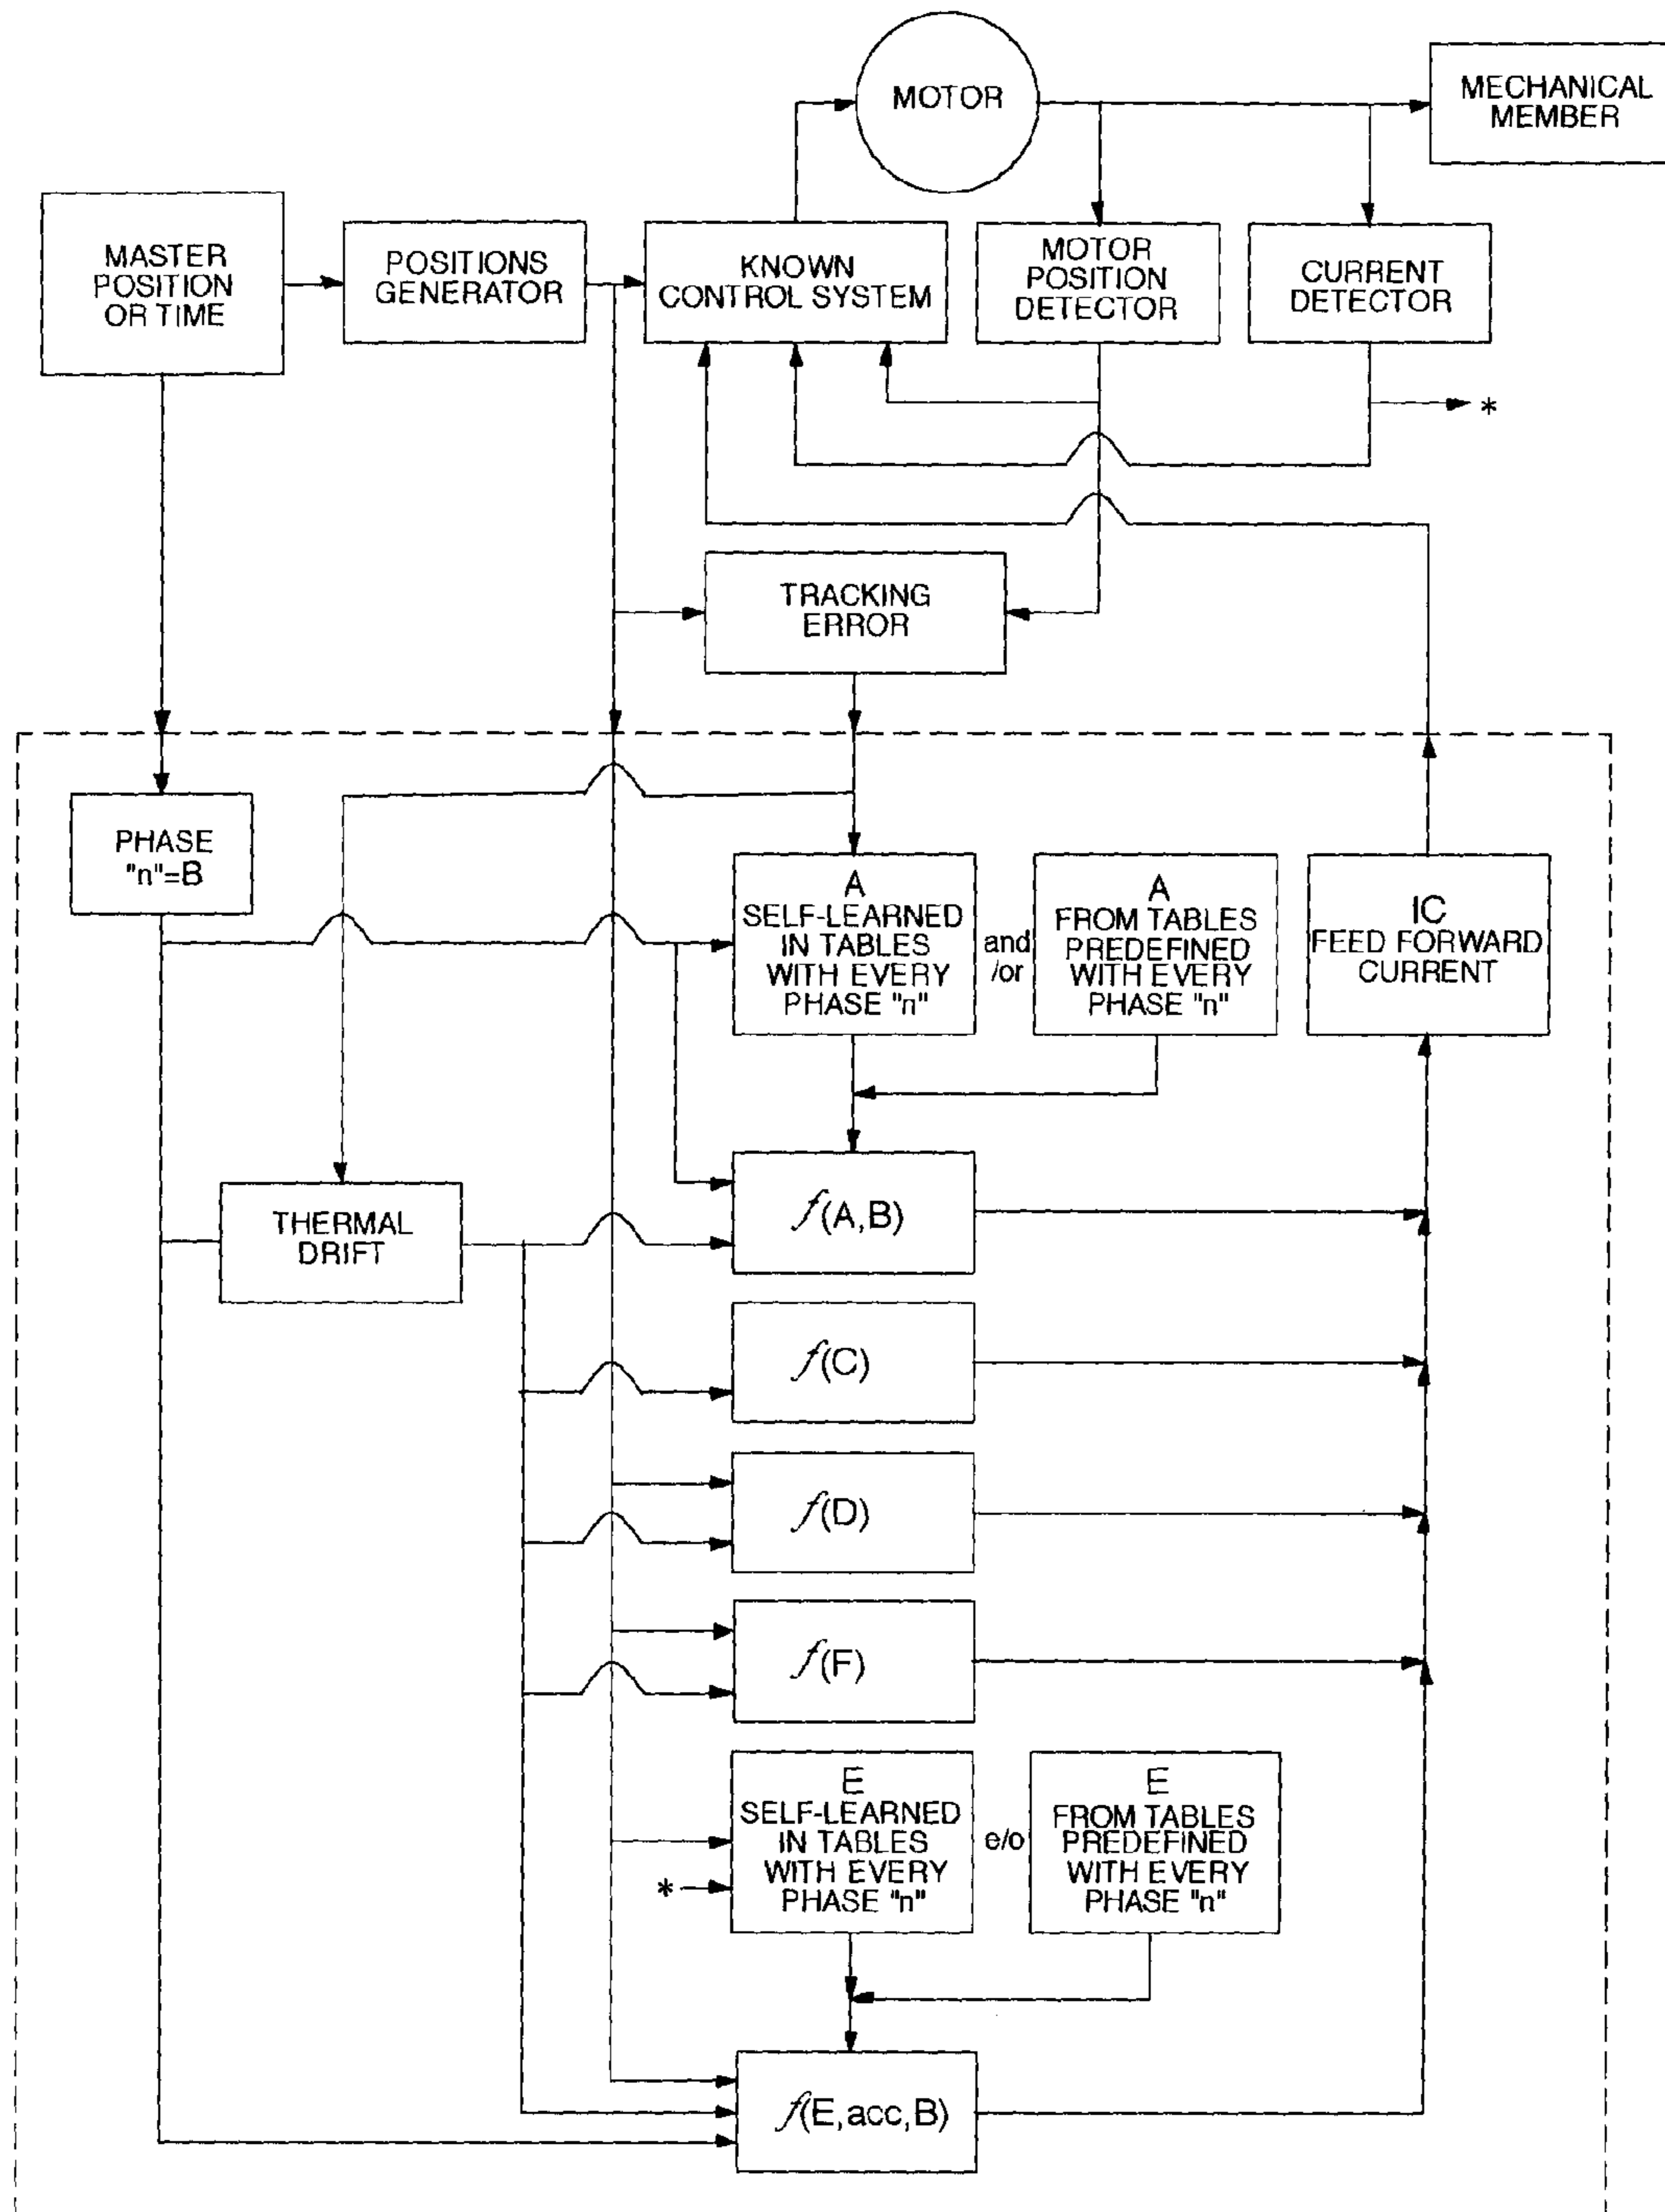 MOTOR
MECHANICAL
MEMBER
MASTER
POSITION
OR TIME
POSITIONS
GENERATOR
KNOWN
CONTROL SYSTEM
MOTOR
POSITION
DETECTOR
CURRENT
DETECTOR
*
TRACKING
ERROR
PHASE
"n"=B
A
SELF-LEARNED
IN TABLES
WITH EVERY
PHASE "n"
and
/or
A
FROM TABLES
PREDEFINED
WITH EVERY
PHASE "n"
IC
FEED FORWARD
CURRENT
THERMAL
DRIFT
f(A,B)
f(C)
f(D)
f(F)
E
SELF-LEARNED
IN TABLES
WITH EVERY
PHASE "n"
*
e/o
E
FROM TABLES
PREDEFINED
WITH EVERY
PHASE "n"
f(E,acc,B)